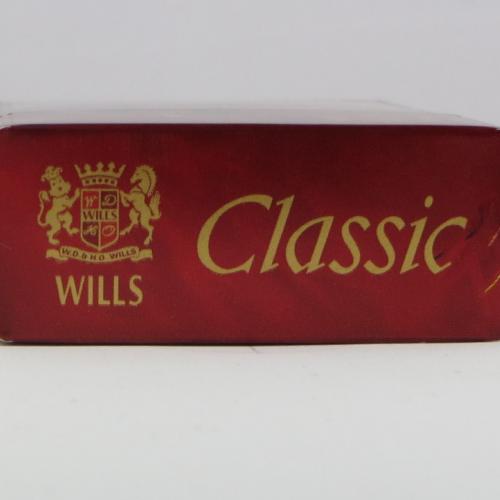 W D
WILLS
H O
W.D. & H.O. WILLS
WILLS
Classic